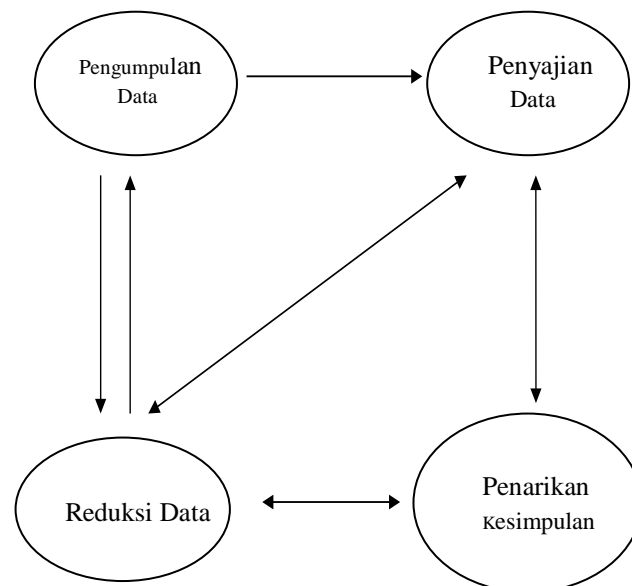 Pengumpulan
Data
Penyajian
Data
Reduksi Data
Penarikan
Kesimpulan